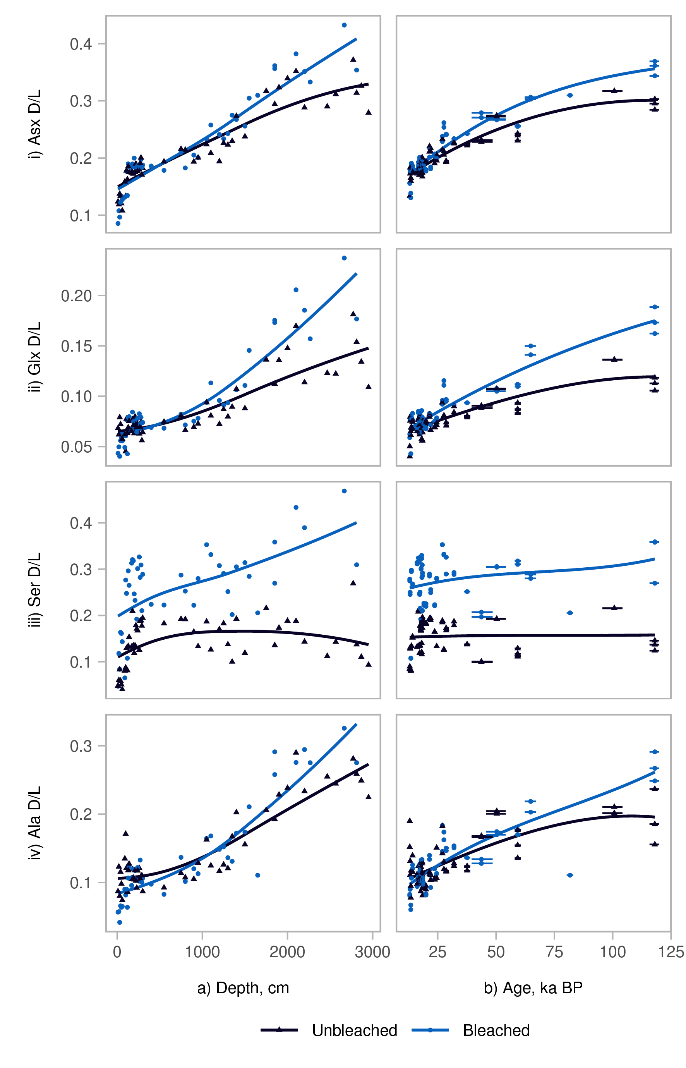 i) Asx D/L
0.4
0.3
0.2
0.1
ii) Glx D/L
0.20
0.15
0.10
0.05
iii) Ser D/L
0.4
0.3
0.2
0.1
iv) Ala D/L
0.3
0.2
0.1
0 1000 2000 3000 25 50 75 100 125
a) Depth, cm b) Age, ka BP
Unbleached Bleached